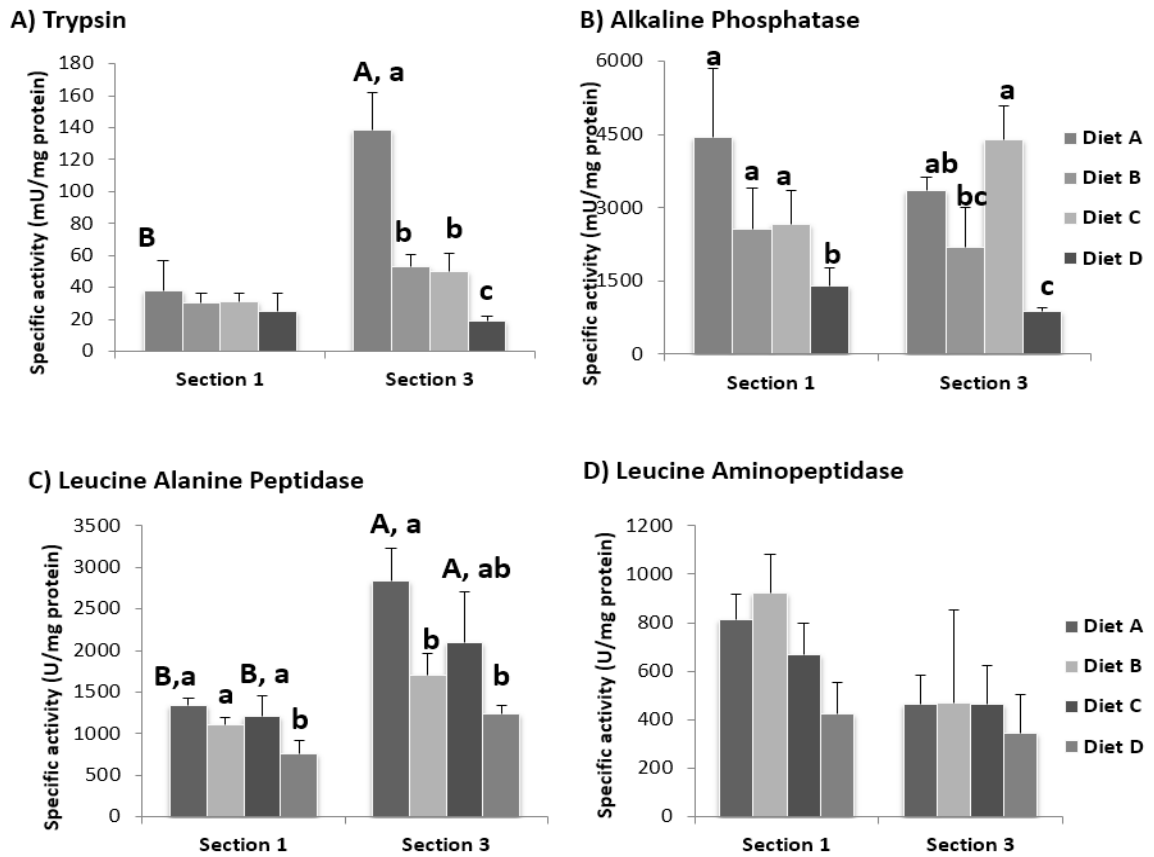 A) Trypsin
Specific activity (mU/mg protein)
180
160
140
120
100
80
60
40
20
0
B
A, a
b
b
c
Section 1
Section 3
B) Alkaline Phosphatase
Specific activity (mU/mg protein)
6000
4500
3000
1500
0
a
a
a
b
ab
bc
a
c
Section 1
Section 3
Diet A
Diet B
Diet C
Diet D
C) Leucine Alanine Peptidase
Specific activity (U/mg protein)
3500
3000
2500
2000
1500
1000
500
0
B,a
a
B, a
b
A, a
b
A, ab
b
Section 1
Section 3
D) Leucine Aminopeptidase
Specific activity (U/mg protein)
1200
1000
800
600
400
200
0
Section 1
Section 3
Diet A
Diet B
Diet C
Diet D